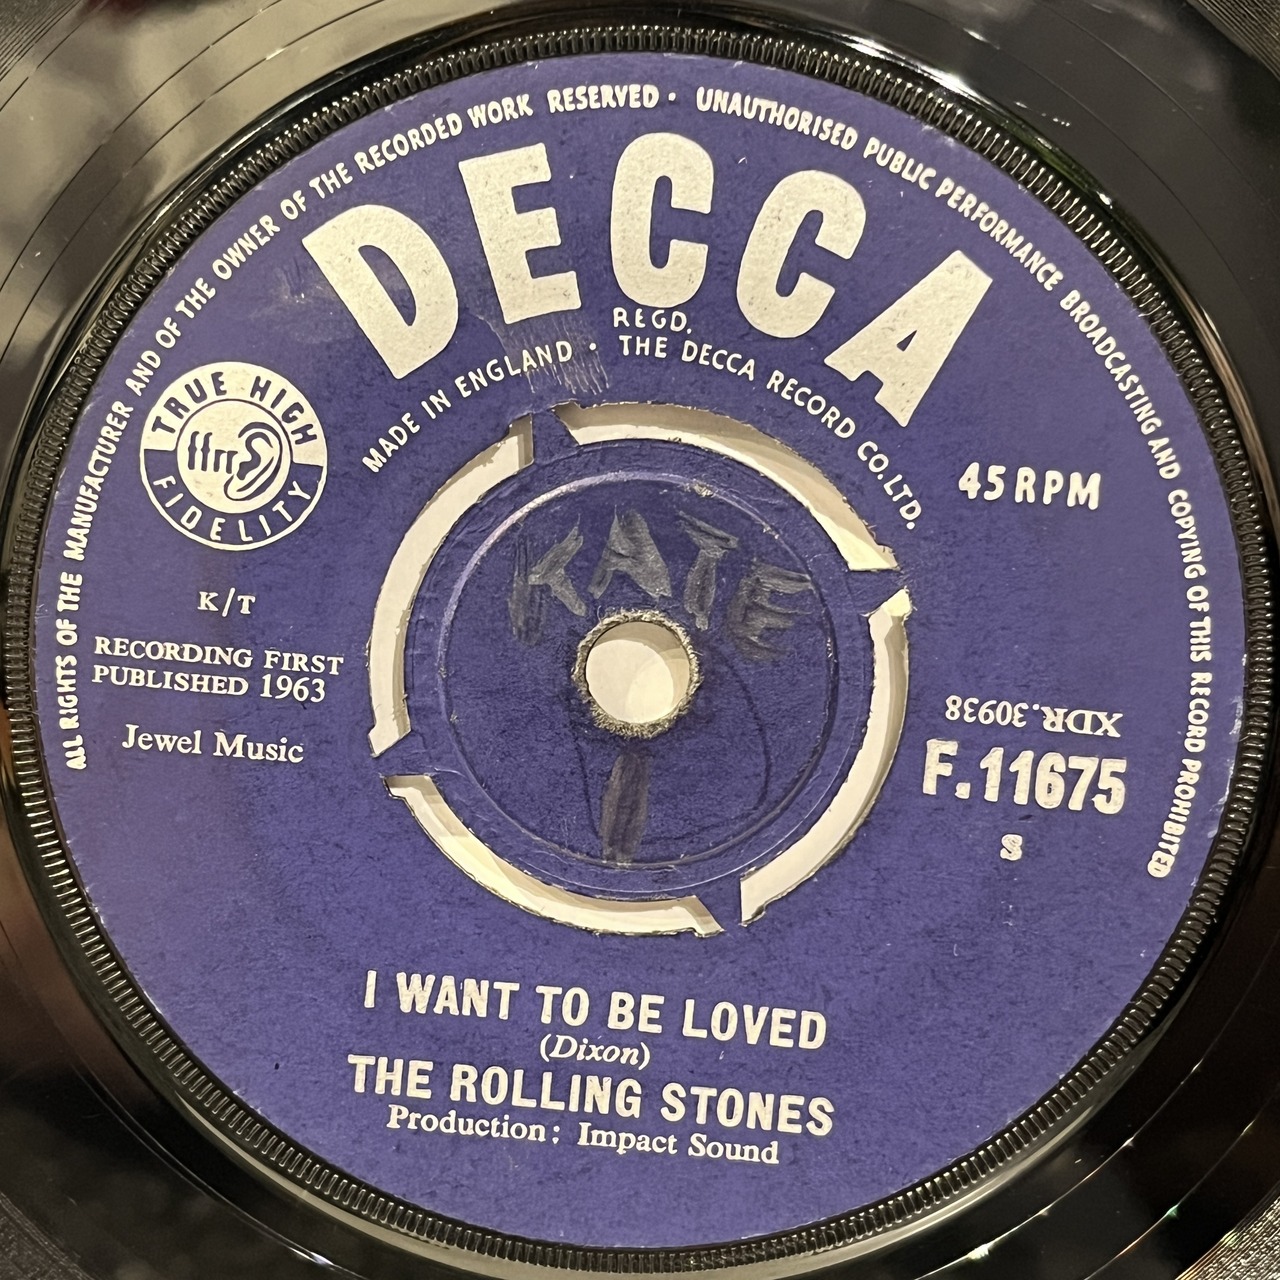 ALL RIGHTS OF THE MANUFACTURER AND OF THE OWNER OF THE RECORDED WORK RESERVED · UNAUTHORISED PUBLIC PERFORMANCE BROADCASTING AND COPYING OF THIS RECORD PROHIBITED
DECCA
REGD.
MADE IN ENGLAND · THE DECCA RECORD CO. LTD.
TRUE HIGH
ffrr
FIDELITY
45 RPM
KATE
K/T
RECORDING FIRST
PUBLISHED 1963
Jewel Music
XDR.30938
F.11675
S
I WANT TO BE LOVED
(Dixon)
THE ROLLING STONES
Production: Impact Sound